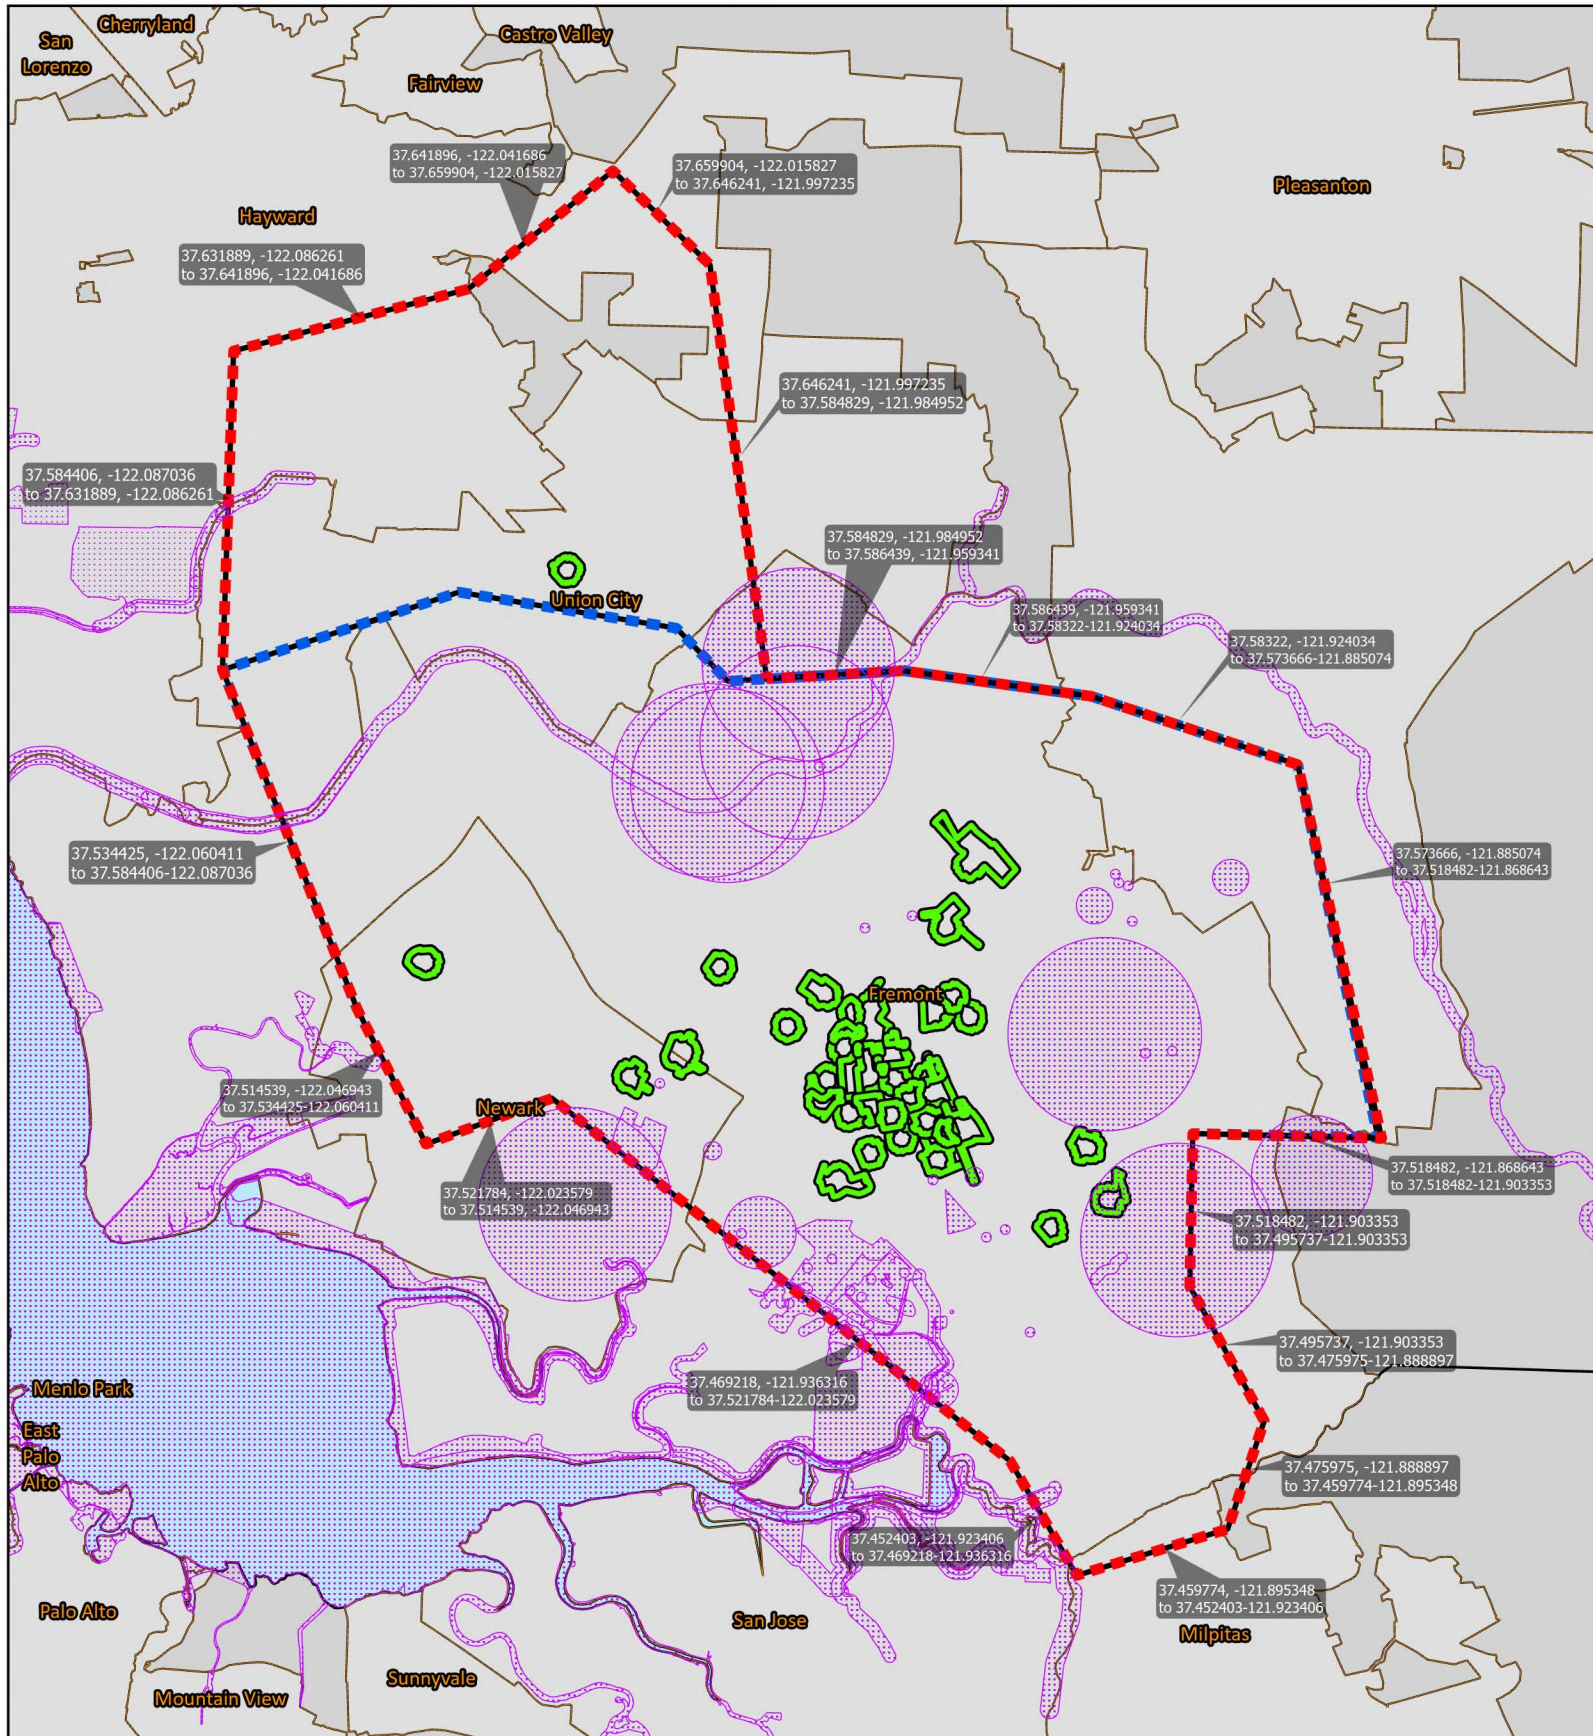 Cherryland
San
Lorenzo
Castro Valley
Fairview
37.641896, -122.041686
to 37.659904, -122.015827
37.659904, -122.015827
to 37.646241, -121.997235
Pleasanton
Hayward
37.631889, -122.086261
to 37.641896, -122.041686
37.646241, -121.997235
to 37.584829, -121.984952
37.584406, -122.087036
to 37.631889, -122.086261
37.584829, -121.984952
to 37.586439, -121.959341
Union City
37.586439, -121.959341
to 37.58322-121.924034
37.58322, -121.924034
to 37.573666-121.885074
37.534425, -122.060411
to 37.584406-122.087036
37.573666, -121.885074
to 37.518482-121.868643
Fremont
37.514539, -122.046943
to 37.534425-122.060411
Newark
37.518482, -121.868643
to 37.518482-121.903353
37.521784, -122.023579
to 37.514539, -122.046943
37.518482, -121.903353
to 37.495737-121.903353
37.495737, -121.903353
to 37.475975-121.888897
37.469218, -121.936316
to 37.521784-122.023579
Menlo Park
East
Palo
Alto
37.475975, -121.888897
to 37.459774-121.895348
37.452403, -121.923406
to 37.469218-121.936316
37.459774, -121.895348
to 37.452403-121.923406
Palo Alto
San Jose
Milpitas
Sunnyvale
Mountain View